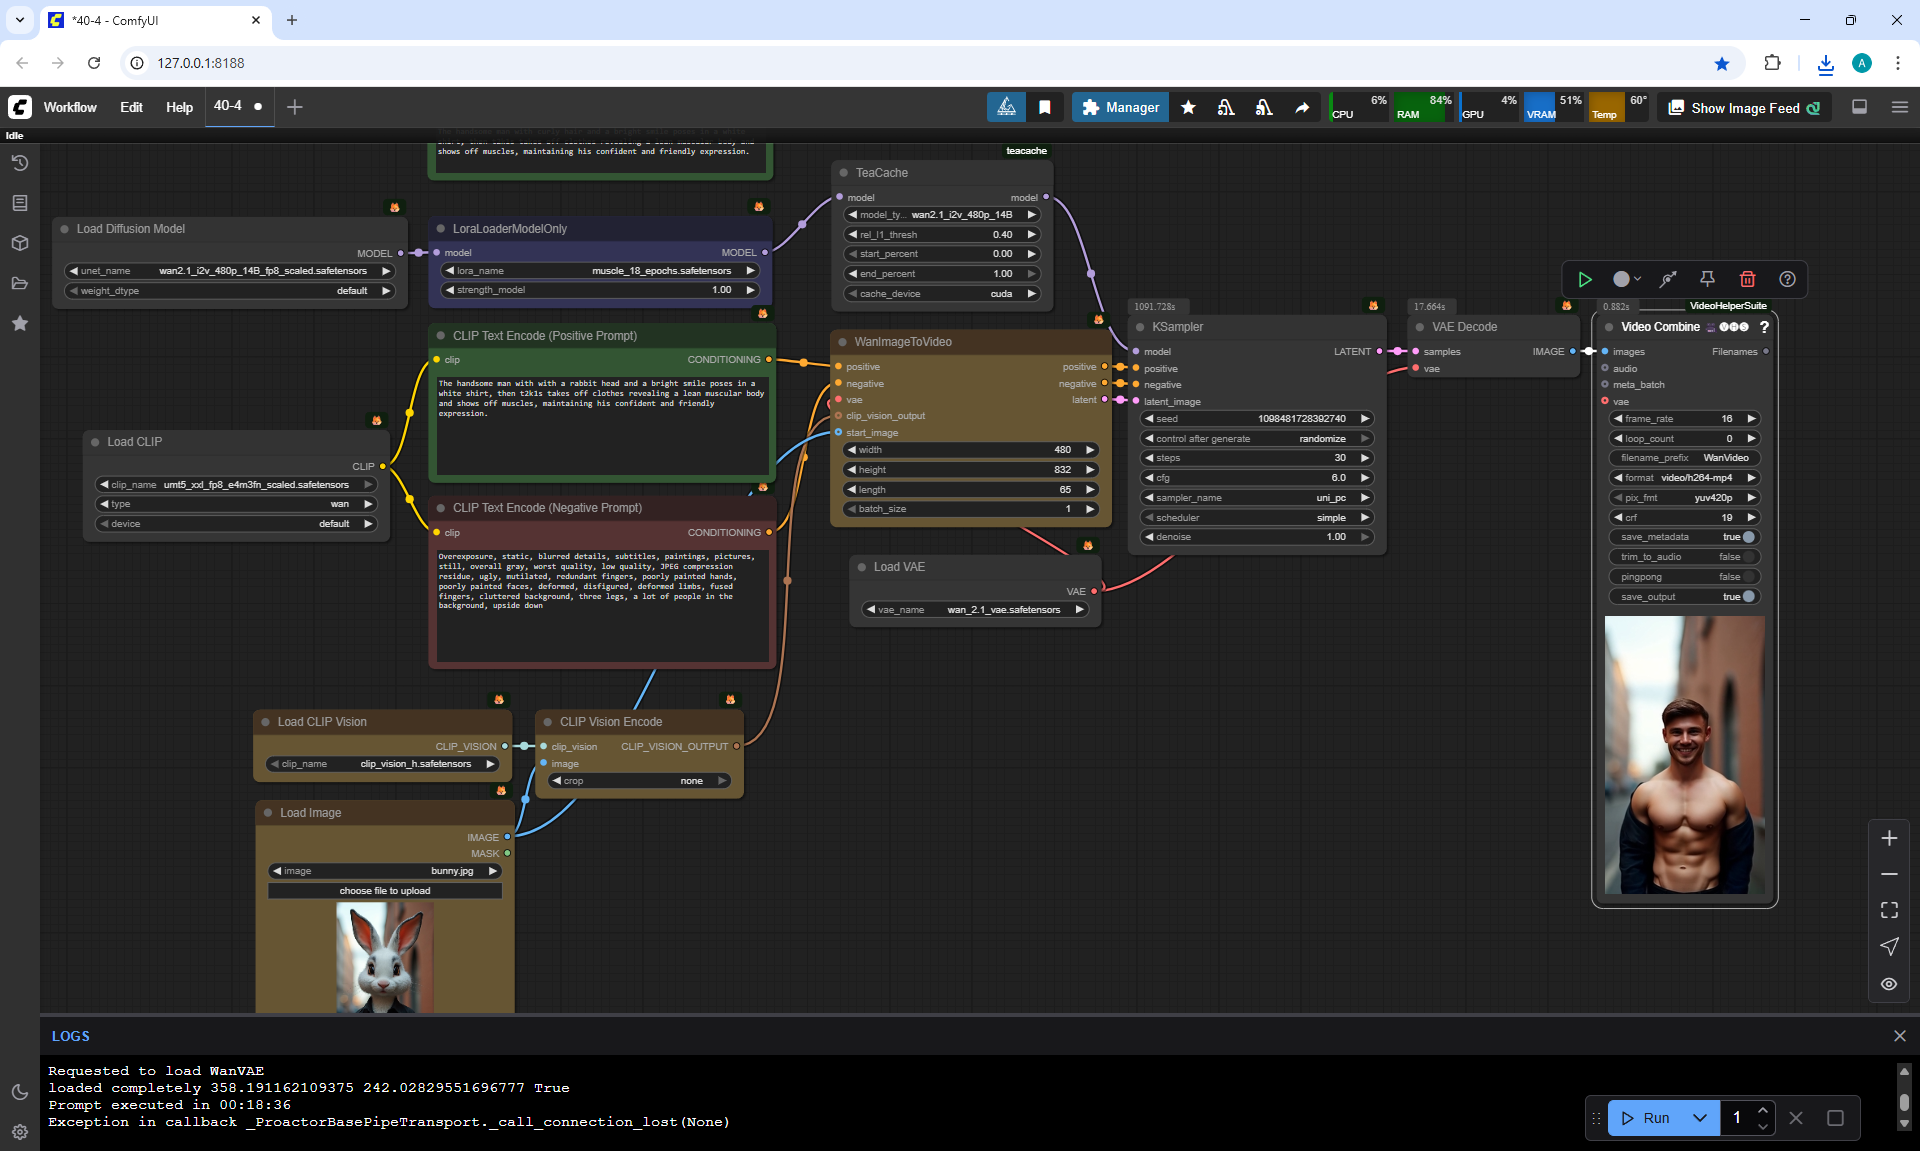 *40-4 - ComfyUI
127.0.0.1:8188
Workflow
Edit
Help
40-4
Manager
6%
CPU
84%
RAM
4%
GPU
51%
VRAM
60°
Temp
Show Image Feed
Idle
shows off muscles, maintaining his confident and friendly expression.
teacache
TeaCache
model
model
model_ty... wan2.1_i2v_480p_14B
rel_l1_thresh 0.40
start_percent 0.00
end_percent 1.00
cache_device cuda
Load Diffusion Model
MODEL
unet_name wan2.1_i2v_480p_14B_fp8_scaled.safetensors
weight_dtype default
LoraLoaderModelOnly
model
MODEL
lora_name muscle_18_epochs.safetensors
strength_model 1.00
CLIP Text Encode (Positive Prompt)
clip
CONDITIONING
The handsome man with with a rabbit head and a bright smile poses in a
white shirt, then t2k1s takes off clothes revealing a lean muscular body
and shows off muscles, maintaining his confident and friendly
expression.
Load CLIP
CLIP
clip_name umt5_xxl_fp8_e4m3fn_scaled.safetensors
type wan
device default
CLIP Text Encode (Negative Prompt)
clip
CONDITIONING
Overexposure, static, blurred details, subtitles, paintings, pictures,
still, overall gray, worst quality, low quality, JPEG compression
residue, ugly, mutilated, redundant fingers, poorly painted hands,
poorly painted faces, deformed, disfigured, deformed limbs, fused
fingers, cluttered background, three legs, a lot of people in the
background, upside down
WanImageToVideo
positive
positive
negative
negative
vae
latent
clip_vision_output
start_image
width 480
height 832
length 65
batch_size 1
Load VAE
VAE
vae_name wan_2.1_vae.safetensors
1091.728s
KSampler
model
LATENT
positive
negative
latent_image
seed 1098481728392740
control after generate randomize
steps 30
cfg 6.0
sampler_name uni_pc
scheduler simple
denoise 1.00
17.664s
VAE Decode
samples
IMAGE
vae
0.882s
VideoHelperSuite
Video Combine
VHS
?
images
Filenames
audio
meta_batch
vae
frame_rate 16
loop_count 0
filename_prefix WanVideo
format video/h264-mp4
pix_fmt yuv420p
crf 19
save_metadata true
trim_to_audio false
pingpong false
save_output true
Load CLIP Vision
CLIP_VISION
clip_name clip_vision_h.safetensors
CLIP Vision Encode
clip_vision
CLIP_VISION_OUTPUT
image
crop none
Load Image
IMAGE
MASK
image bunny.jpg
choose file to upload
LOGS
Requested to load WanVAE
loaded completely 358.191162109375 242.02829551696777 True
Prompt executed in 00:18:36
Exception in callback _ProactorBasePipeTransport._call_connection_lost(None)
Run
1